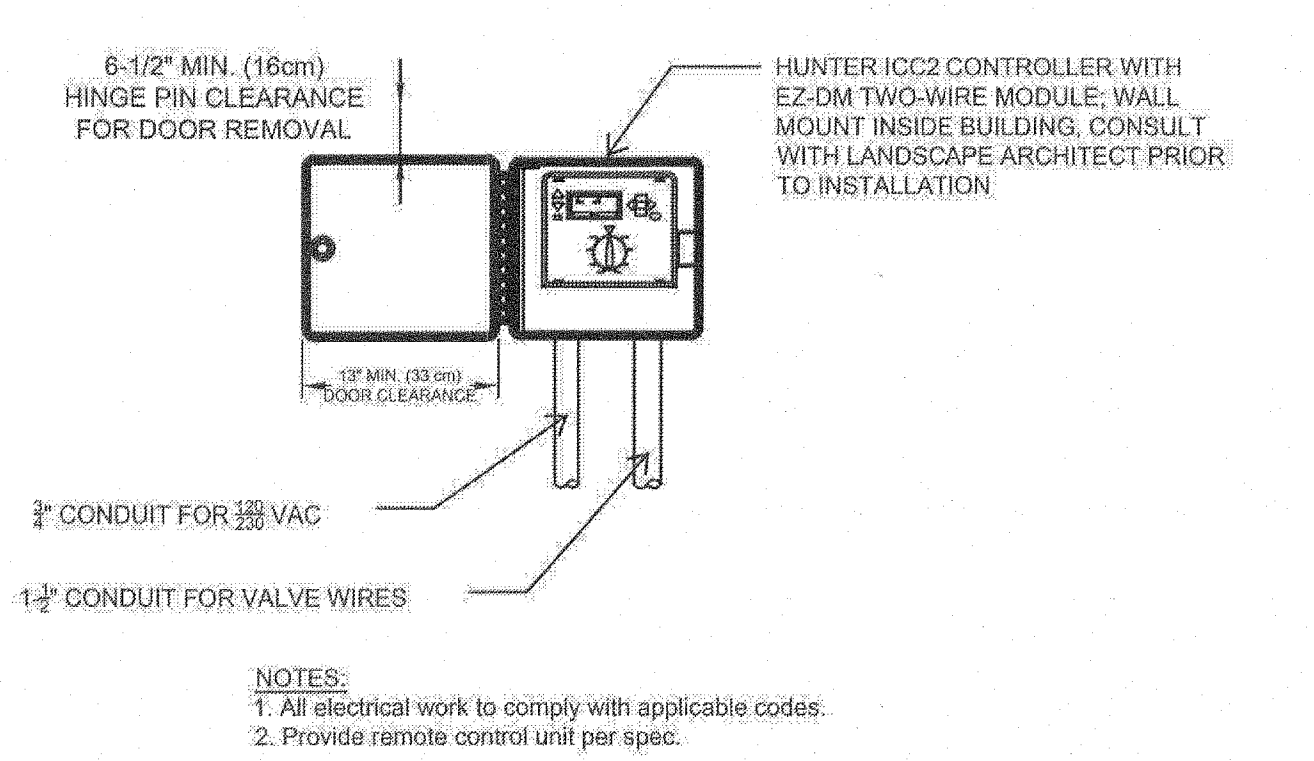 6-1/2" MIN. (16cm)
HINGE PIN CLEARANCE
FOR DOOR REMOVAL
HUNTER ICC2 CONTROLLER WITH
EZ-DM TWO-WIRE MODULE; WALL
MOUNT INSIDE BUILDING, CONSULT
WITH LANDSCAPE ARCHITECT PRIOR
TO INSTALLATION
13" MIN. (33 cm)
DOOR CLEARANCE
3/4" CONDUIT FOR 120/230 VAC
1-1/2" CONDUIT FOR VALVE WIRES
NOTES:
1. All electrical work to comply with applicable codes.
2. Provide remote control unit per spec.